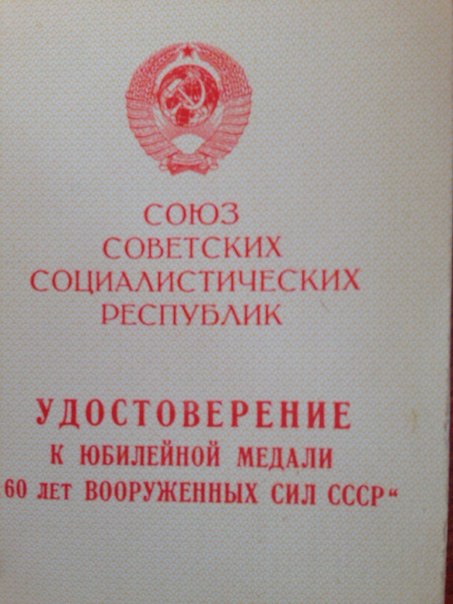 СОЮЗ
СОВЕТСКИХ
СОЦИАЛИСТИЧЕСКИХ
РЕСПУБЛИК
УДОСТОВЕРЕНИЕ
К ЮБИЛЕЙНОЙ МЕДАЛИ
60 ЛЕТ ВООРУЖЕННЫХ СИЛ СССР“